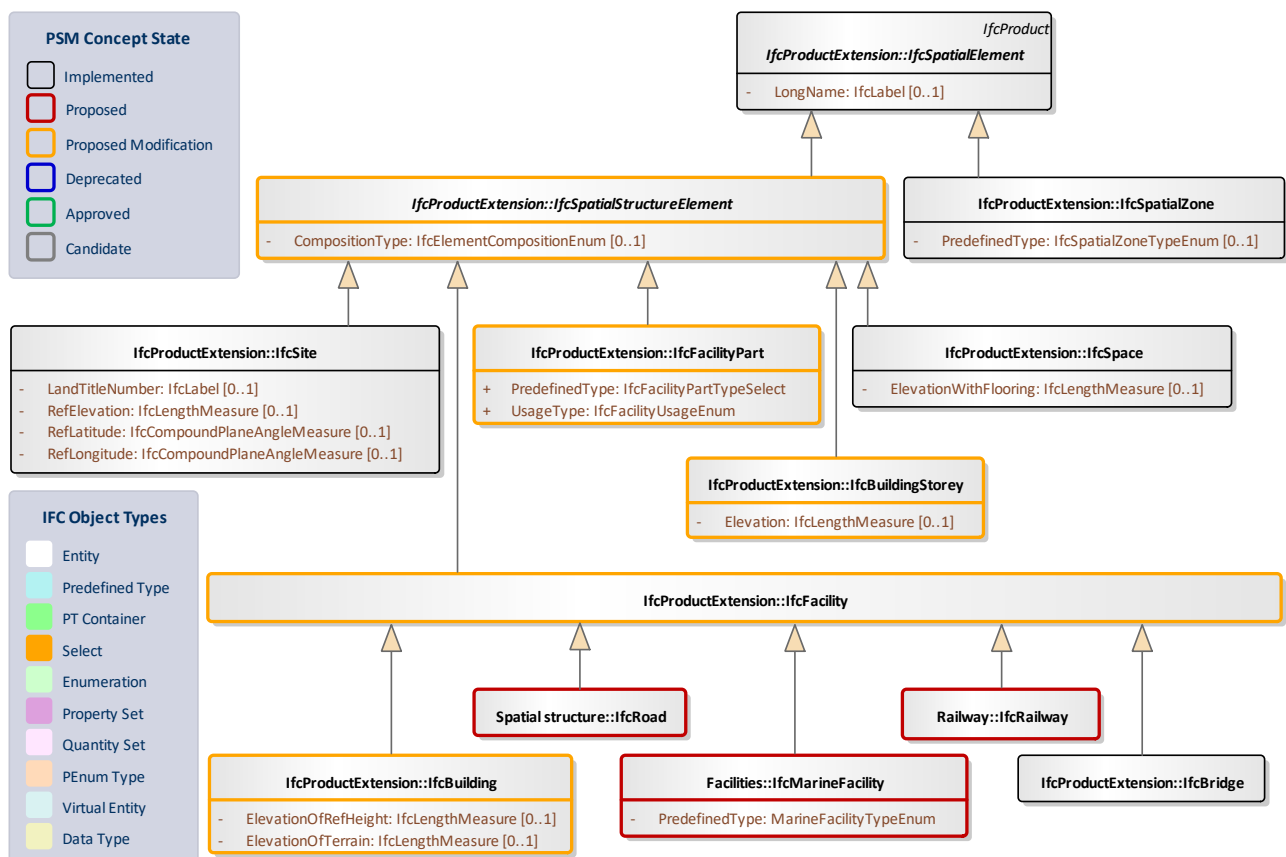 PSM Concept State
Implemented
Proposed
Proposed Modification
Deprecated
Approved
Candidate
IfcProduct
IfcProductExtension::IfcSpatialElement
- LongName: IfcLabel [0..1]
IfcProductExtension::IfcSpatialStructureElement
- CompositionType: IfcElementCompositionEnum [0..1]
IfcProductExtension::IfcSpatialZone
- PredefinedType: IfcSpatialZoneTypeEnum [0..1]
IfcProductExtension::IfcSite
- LandTitleNumber: IfcLabel [0..1]
- RefElevation: IfcLengthMeasure [0..1]
- RefLatitude: IfcCompoundPlaneAngleMeasure [0..1]
- RefLongitude: IfcCompoundPlaneAngleMeasure [0..1]
IfcProductExtension::IfcFacilityPart
+ PredefinedType: IfcFacilityPartTypeSelect
+ UsageType: IfcFacilityUsageEnum
IfcProductExtension::IfcSpace
- ElevationWithFlooring: IfcLengthMeasure [0..1]
IfcProductExtension::IfcBuildingStorey
- Elevation: IfcLengthMeasure [0..1]
IFC Object Types
Entity
Predefined Type
PT Container
Select
Enumeration
Property Set
Quantity Set
PEnum Type
Virtual Entity
Data Type
IfcProductExtension::IfcFacility
Spatial structure::IfcRoad
Railway::IfcRailway
IfcProductExtension::IfcBuilding
- ElevationOfRefHeight: IfcLengthMeasure [0..1]
- ElevationOfTerrain: IfcLengthMeasure [0..1]
Facilities::IfcMarineFacility
- PredefinedType: MarineFacilityTypeEnum
IfcProductExtension::IfcBridge